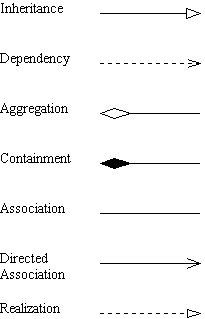 Inheritance
Dependency
Aggregation
Containment
Association
Directed
Association
Realization